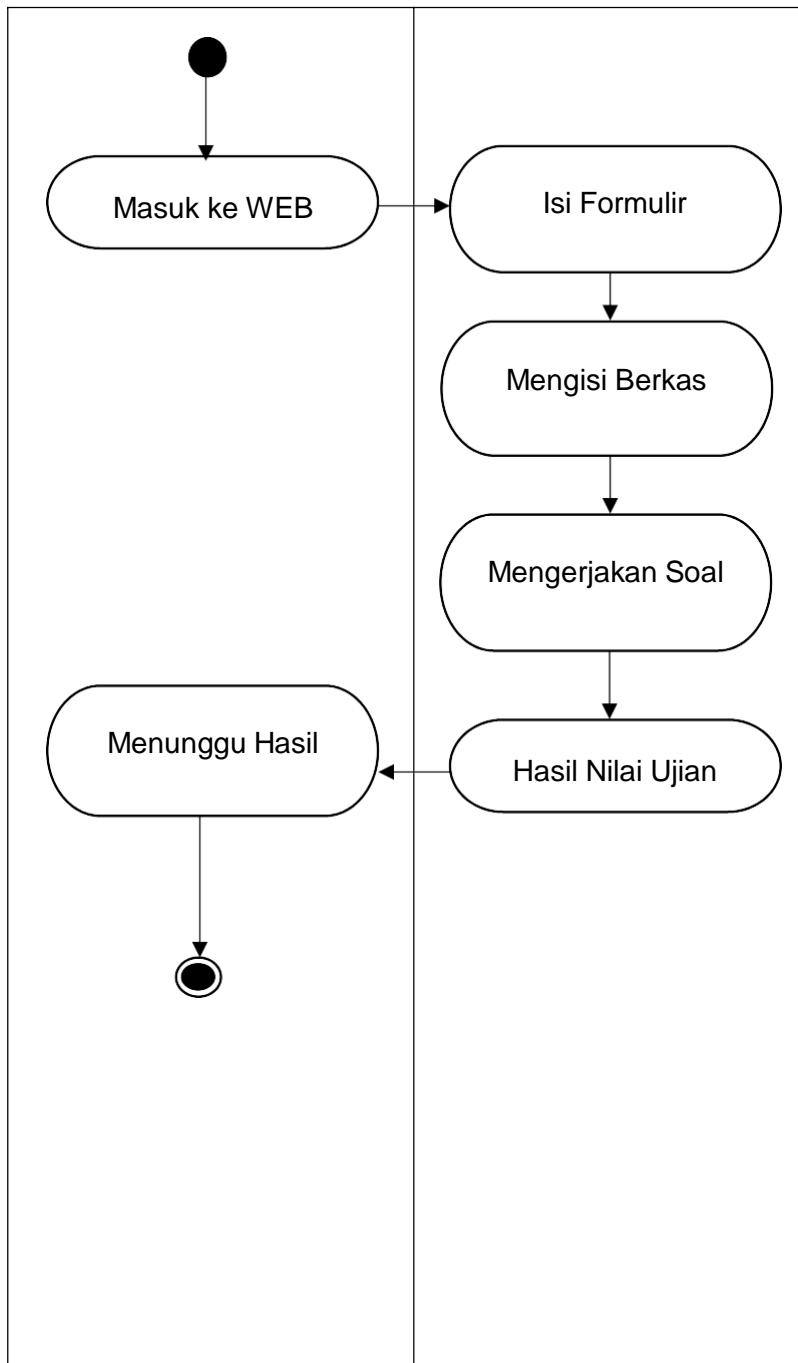 Masuk ke WEB
Isi Formulir
Mengisi Berkas
Mengerjakan Soal
Hasil Nilai Ujian
Menunggu Hasil